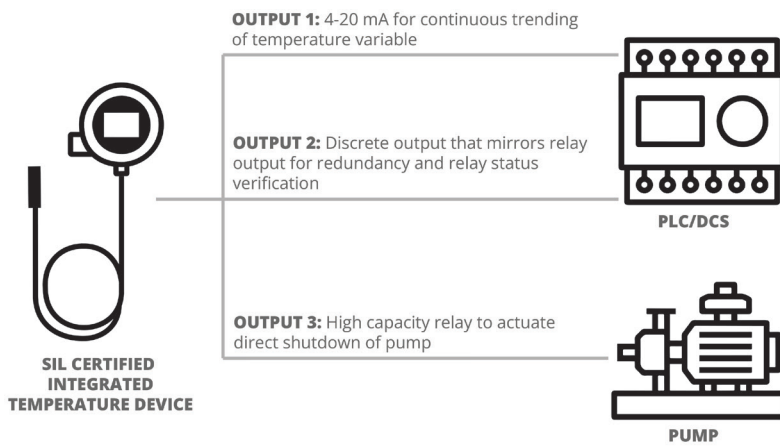 OUTPUT 1: 4-20 mA for continuous trending
of temperature variable
OUTPUT 2: Discrete output that mirrors relay
output for redundancy and relay status
verification
PLC/DCS
OUTPUT 3: High capacity relay to actuate
direct shutdown of pump
SIL CERTIFIED
INTEGRATED
TEMPERATURE DEVICE
PUMP